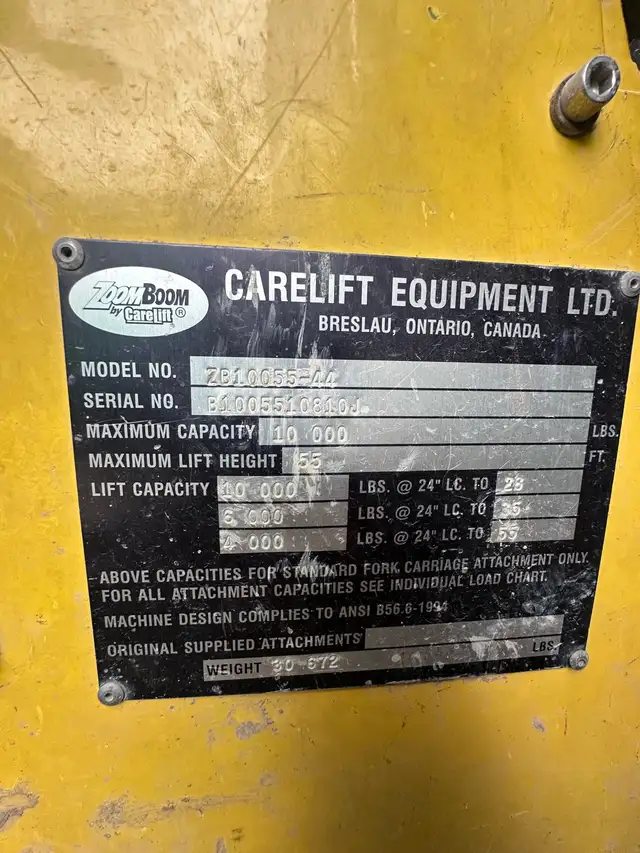 ZOOMBOOM
by CareLift ®
CARELIFT EQUIPMENT LTD.
BRESLAU, ONTARIO, CANADA
MODEL NO. ZB10055-44
SERIAL NO. B1005510810J
MAXIMUM CAPACITY 10 000 LBS.
MAXIMUM LIFT HEIGHT 55 FT.
LIFT CAPACITY 10 000 LBS. @ 24" LC. TO 28
6 000 LBS. @ 24" LC. TO 35
4 000 LBS. @ 24" LC. TO 55
ABOVE CAPACITIES FOR STANDARD FORK CARRIAGE ATTACHMENT ONLY.
FOR ALL ATTACHMENT CAPACITIES SEE INDIVIDUAL LOAD CHART.
MACHINE DESIGN COMPLIES TO ANSI B56.6-1994
ORIGINAL SUPPLIED ATTACHMENTS
WEIGHT 30 672 LBS.